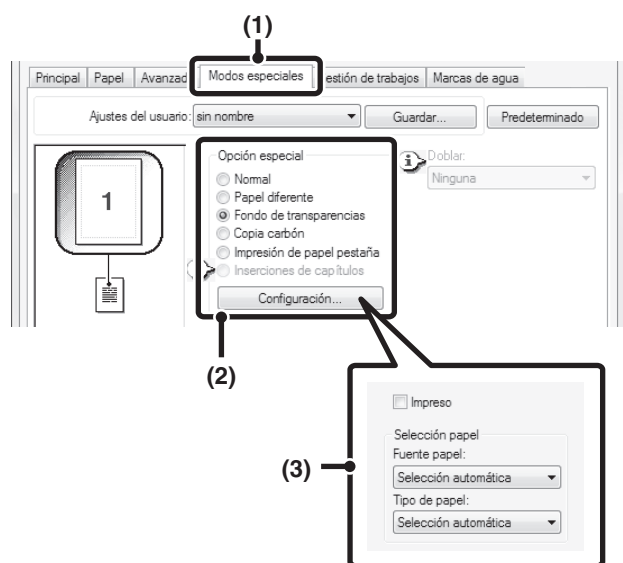 (1)
Principal Papel Avanzad Modos especiales estión de trabajos Marcas de agua
Ajustes del usuario: sin nombre Guardar... Predeterminado
Opción especial
Doblar:
Normal
Ninguna
Papel diferente
Fondo de transparencias
Copia carbón
Impresión de papel pestaña
Inserciones de capítulos
Configuración...
1
(2)
Impreso
Selección papel
Fuente papel:
Selección automática
Tipo de papel:
Selección automática
(3)